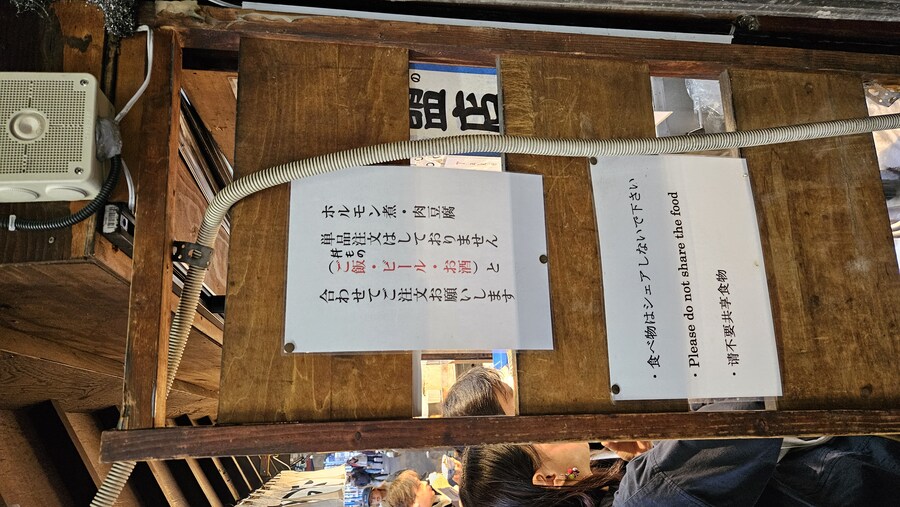 ホルモン煮・肉豆腐
単品注文はしておりません
丼もの
(ご飯・ビール・お酒)と
合わせてご注文お願いします
・食べ物はシェアしないで下さい
・Please do not share the food
・请不要共享食物